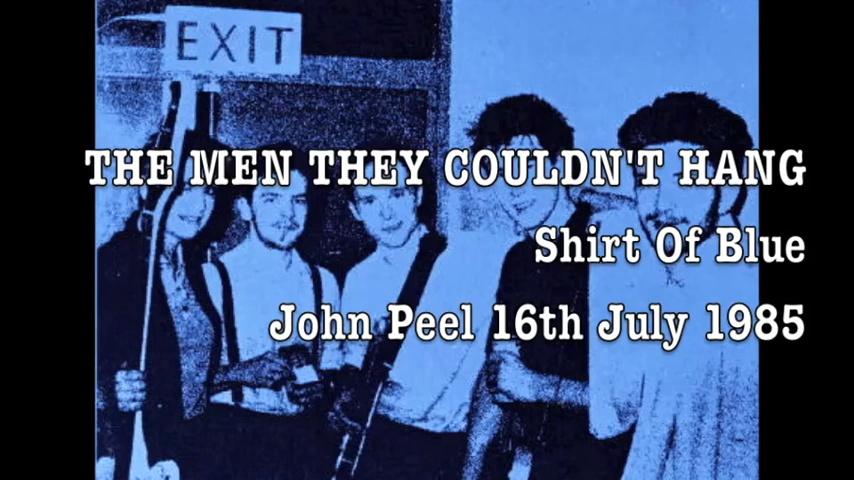 EXIT
THE MEN THEY COULDN'T HANG
Shirt Of Blue
John Peel 16th July 1985